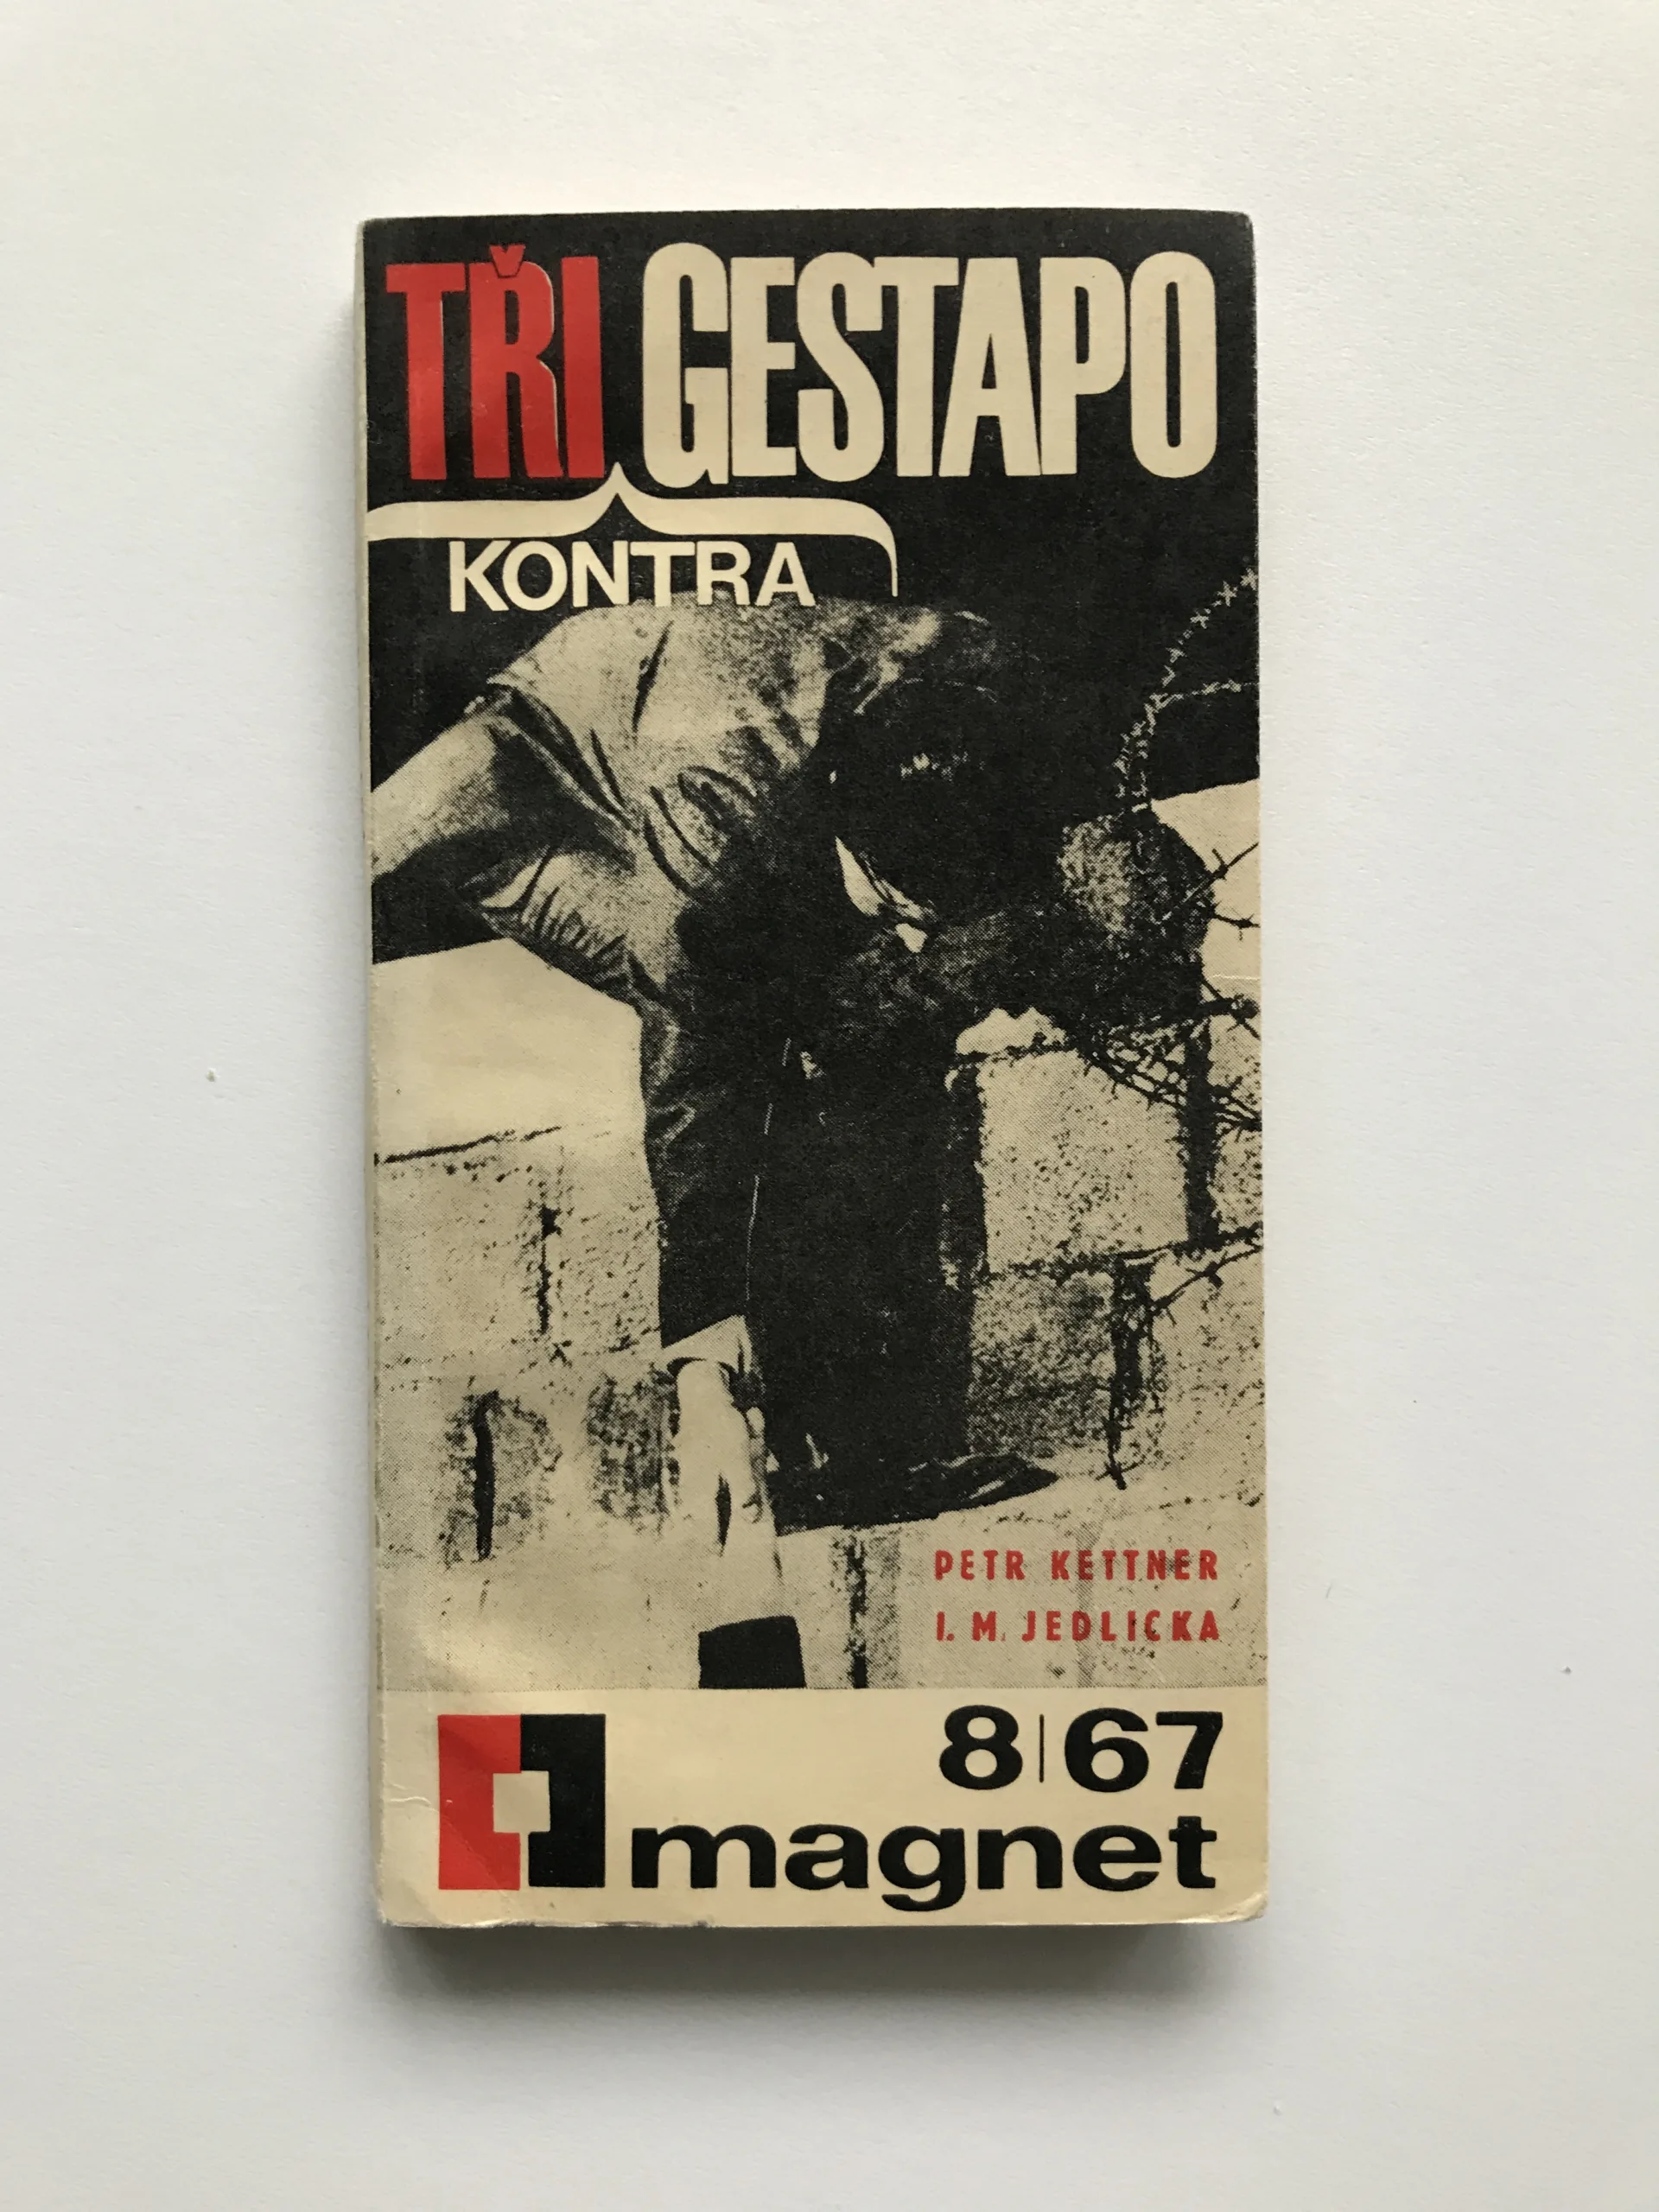 TŘI GESTAPO
KONTRA
PETR KETTNER
I. M. JEDLICKA
8|67
magnet